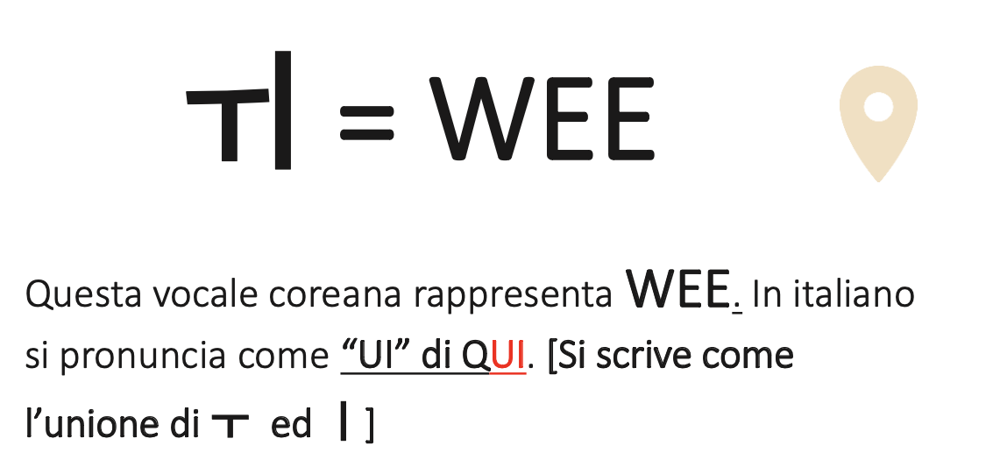 ㅟ = WEE
Questa vocale coreana rappresenta WEE. In italiano
si pronuncia come “UI” di QUI. [Si scrive come
l’unione di ㅜ ed ㅣ]